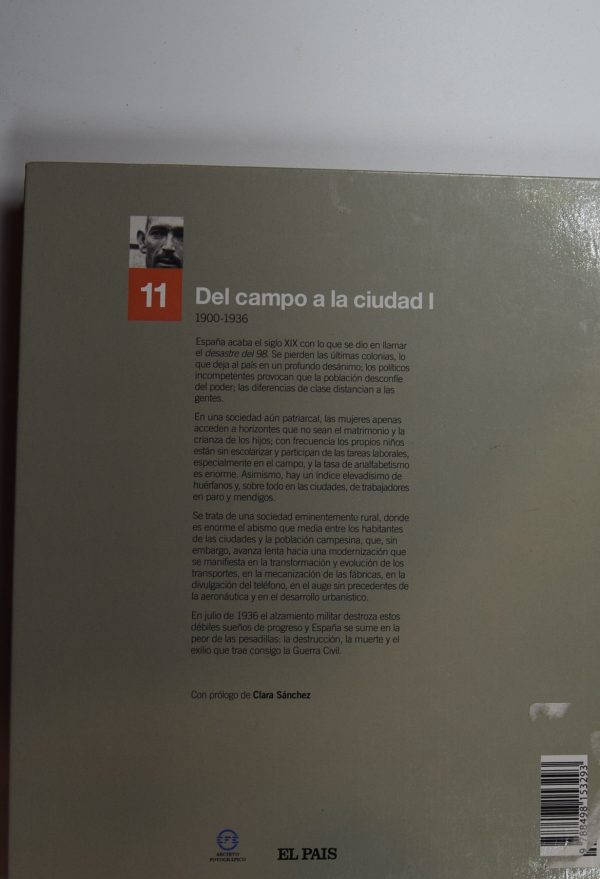 11
Del campo a la ciudad I
1900-1936
España acaba el siglo XIX con lo que se dio en llamar
el desastre del 98. Se pierden las últimas colonias, lo
que deja al país en un profundo desánimo; los políticos
incompetentes provocan que la población desconfíe
del poder; las diferencias de clase distancian a las
gentes.
En una sociedad aún patriarcal, las mujeres apenas
acceden a horizontes que no sean el matrimonio y la
crianza de los hijos; con frecuencia los propios niños
están sin escolarizar y participan de las tareas laborales,
especialmente en el campo, y la tasa de analfabetismo
es enorme. Asimismo, hay un índice elevadísimo de
huérfanos y, sobre todo en las ciudades, de trabajadores
en paro y mendigos.
Se trata de una sociedad eminentemente rural, donde
es enorme el abismo que media entre los habitantes
de las ciudades y la población campesina, que, sin
embargo, avanza lenta hacia una modernización que
se manifiesta en la transformación y evolución de los
transportes, en la mecanización de las fábricas, en la
divulgación del teléfono, en el auge sin precedentes de
la aeronáutica y en el desarrollo urbanístico.
En julio de 1936 el alzamiento militar destroza estos
débiles sueños de progreso y España se sume en la
peor de las pesadillas: la destrucción, la muerte y el
exilio que trae consigo la Guerra Civil.
Con prólogo de Clara Sánchez
ARCHIVO
FOTOGRÁFICO
EL PAIS
9 788498 153293